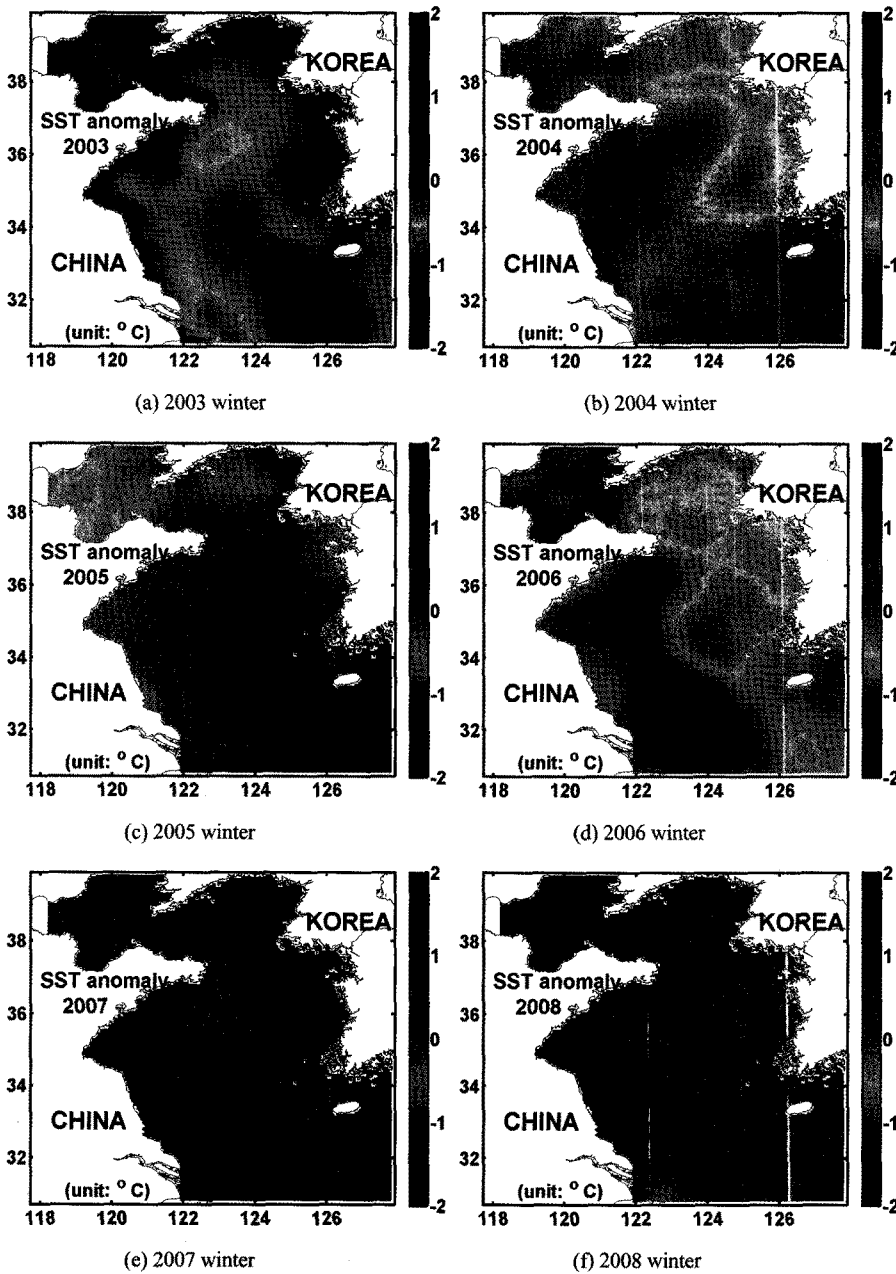 KOREA
SST anomaly
2003
CHINA
(unit: °C)
38
36
34
32
118 120 122 124 126
2
1
0
-1
-2
(a) 2003 winter
KOREA
SST anomaly
2004
CHINA
(unit: °C)
38
36
34
32
118 120 122 124 126
2
1
0
-1
-2
(b) 2004 winter
KOREA
SST anomaly
2005
CHINA
(unit: °C)
38
36
34
32
118 120 122 124 126
2
1
0
-1
-2
(c) 2005 winter
KOREA
SST anomaly
2006
CHINA
(unit: °C)
38
36
34
32
118 120 122 124 126
2
1
0
-1
-2
(d) 2006 winter
KOREA
SST anomaly
2007
CHINA
(unit: °C)
38
36
34
32
118 120 122 124 126
2
1
0
-1
-2
(e) 2007 winter
KOREA
SST anomaly
2008
CHINA
(unit: °C)
38
36
34
32
118 120 122 124 126
2
1
0
-1
-2
(f) 2008 winter